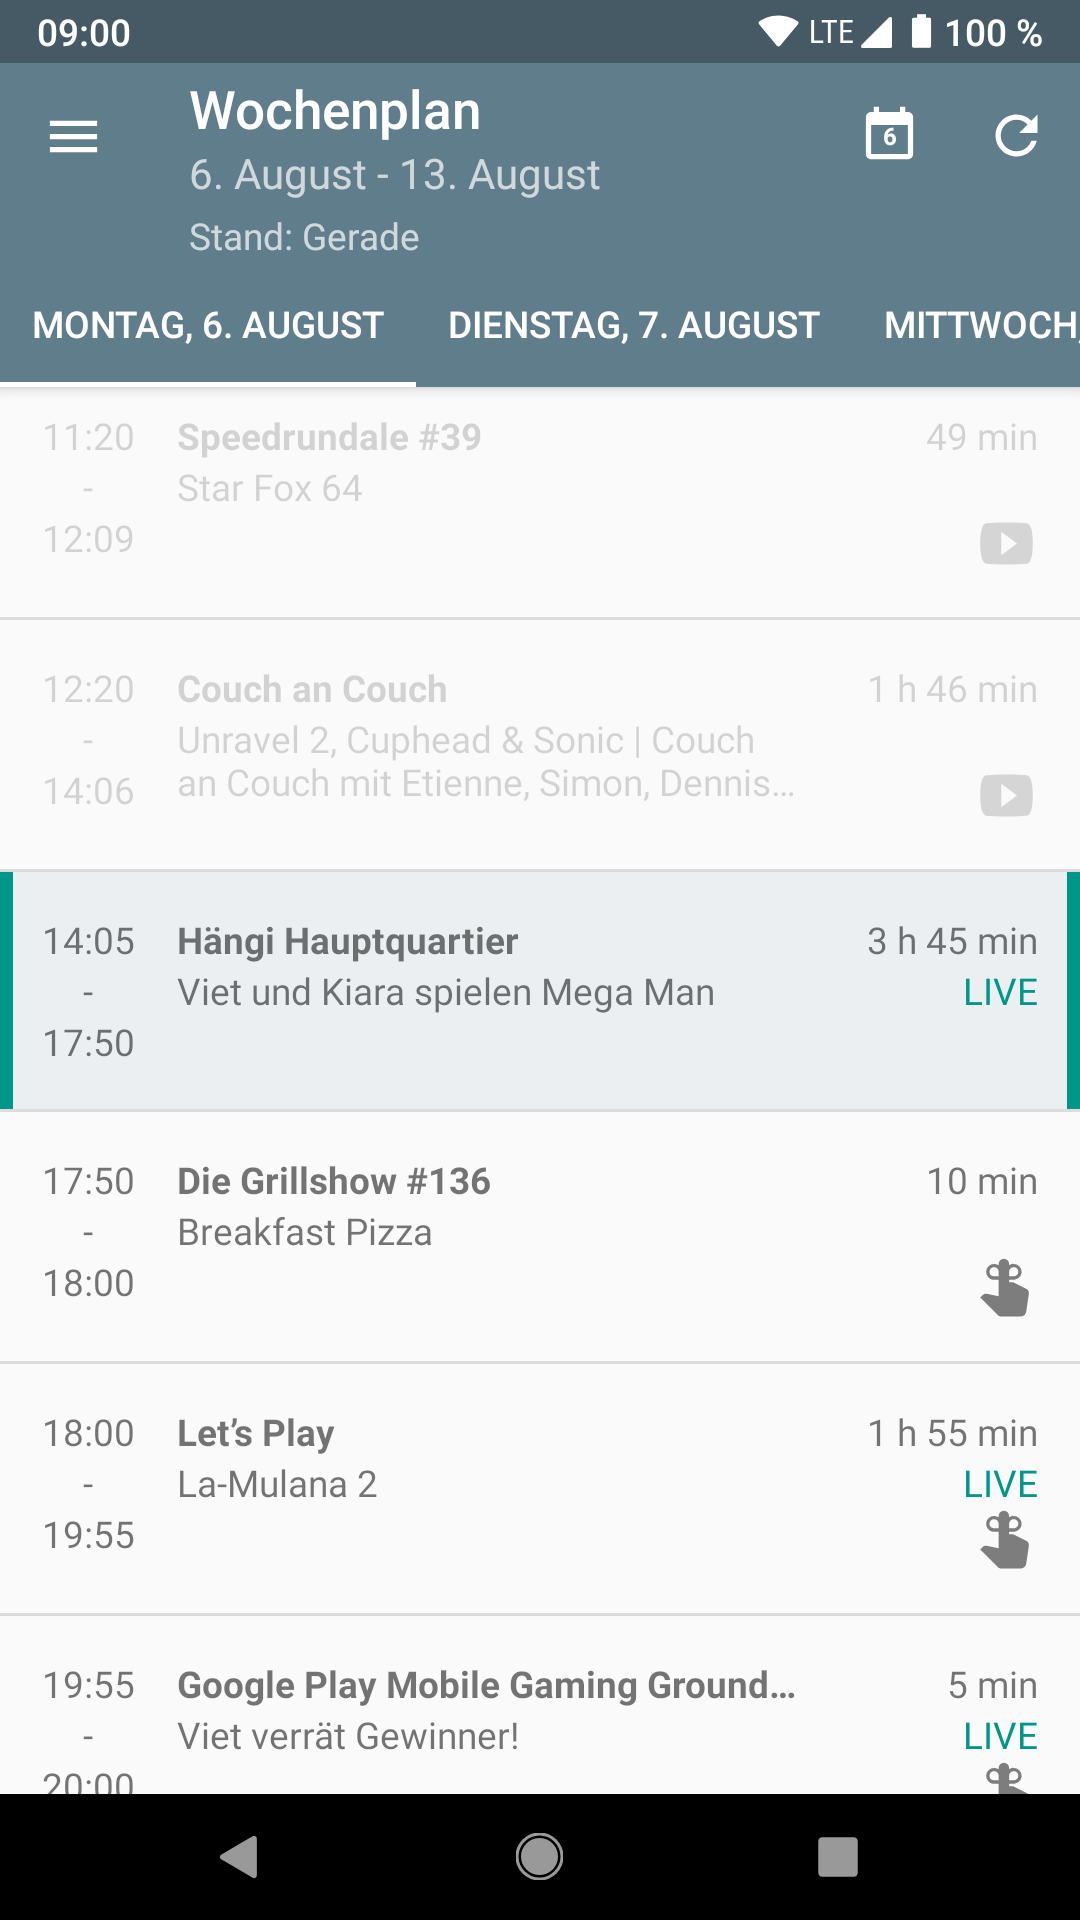 09:00
LTE
100 %
Wochenplan
6
6. August - 13. August
Stand: Gerade
MONTAG, 6. AUGUST
DIENSTAG, 7. AUGUST
MITTWOCH,
11:20
Speedrundale #39
49 min
-
Star Fox 64
12:09
12:20
Couch an Couch
1 h 46 min
-
Unravel 2, Cuphead & Sonic | Couch
an Couch mit Etienne, Simon, Dennis…
14:06
14:05
Hängi Hauptquartier
3 h 45 min
-
Viet und Kiara spielen Mega Man
LIVE
17:50
17:50
Die Grillshow #136
10 min
-
Breakfast Pizza
18:00
18:00
Let’s Play
1 h 55 min
-
La-Mulana 2
LIVE
19:55
19:55
Google Play Mobile Gaming Ground…
5 min
-
Viet verrät Gewinner!
LIVE
20:00